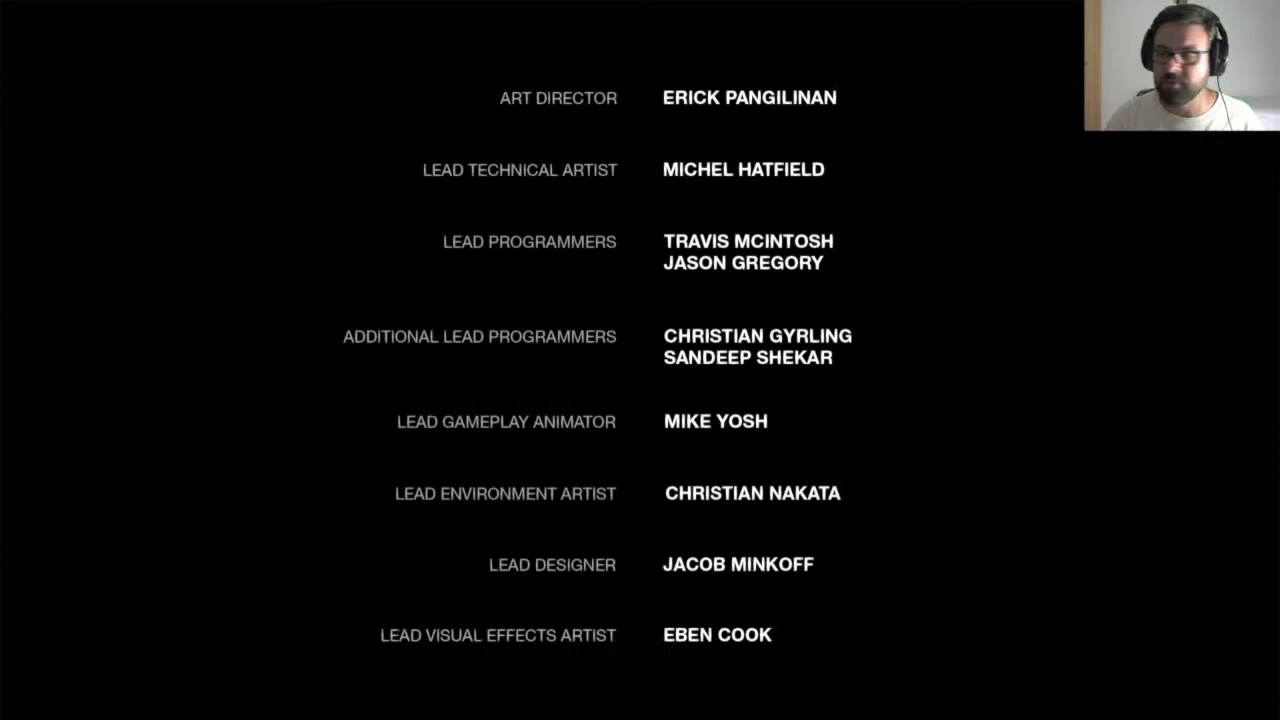 ART DIRECTOR ERICK PANGILINAN
LEAD TECHNICAL ARTIST MICHEL HATFIELD
LEAD PROGRAMMERS TRAVIS MCINTOSH
JASON GREGORY
ADDITIONAL LEAD PROGRAMMERS CHRISTIAN GYRLING
SANDEEP SHEKAR
LEAD GAMEPLAY ANIMATOR MIKE YOSH
LEAD ENVIRONMENT ARTIST CHRISTIAN NAKATA
LEAD DESIGNER JACOB MINKOFF
LEAD VISUAL EFFECTS ARTIST EBEN COOK